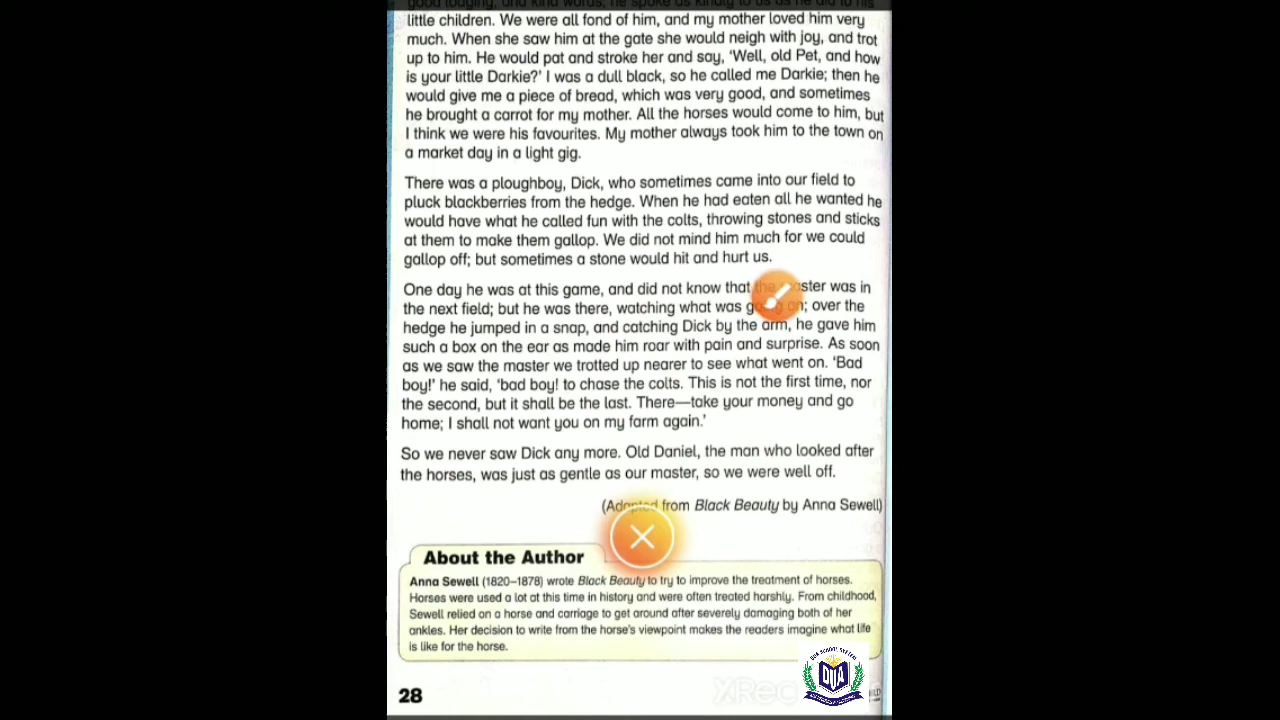 good lodging, and kind words; he spoke as kindly to us as he did to his
little children. We were all fond of him, and my mother loved him very
much. When she saw him at the gate she would neigh with joy, and trot
up to him. He would pat and stroke her and say, ‘Well, old Pet, and how
is your little Darkie?’ I was a dull black, so he called me Darkie; then he
would give me a piece of bread, which was very good, and sometimes
he brought a carrot for my mother. All the horses would come to him, but
I think we were his favourites. My mother always took him to the town on
a market day in a light gig.
There was a ploughboy, Dick, who sometimes came into our field to
pluck blackberries from the hedge. When he had eaten all he wanted he
would have what he called fun with the colts, throwing stones and sticks
at them to make them gallop. We did not mind him much for we could
gallop off; but sometimes a stone would hit and hurt us.
One day he was at this game, and did not know that the master was in
the next field; but he was there, watching what was going on; over the
hedge he jumped in a snap, and catching Dick by the arm, he gave him
such a box on the ear as made him roar with pain and surprise. As soon
as we saw the master we trotted up nearer to see what went on. ‘Bad
boy!’ he said, ‘bad boy! to chase the colts. This is not the first time, nor
the second, but it shall be the last. There—take your money and go
home; I shall not want you on my farm again.’
So we never saw Dick any more. Old Daniel, the man who looked after
the horses, was just as gentle as our master, so we were well off.
(Adapted from Black Beauty by Anna Sewell)
About the Author
Anna Sewell (1820–1878) wrote Black Beauty to try to improve the treatment of horses.
Horses were used a lot at this time in history and were often treated harshly. From childhood,
Sewell relied on a horse and carriage to get around after severely damaging both of her
ankles. Her decision to write from the horse's viewpoint makes the readers imagine what life
is like for the horse.
28